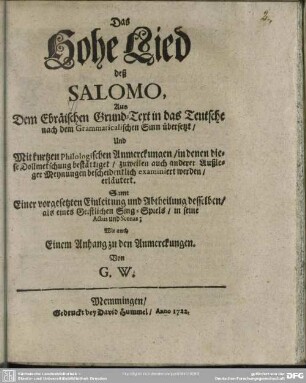 2.
Das
Hohe Lied
deß
SALOMO,
Aus
Dem Ebräischen Grund-Text in das Teutsche
nach dem Grammaticalischen Sinn übersetzt/
Und
Mit kurtzen Philologischen Anmerckungen/ in denen die-
se Dollmetschung bestättiget/ zuweilen auch anderer Außle-
ger Meynungen bescheidentlich examiniert werden/
erläutert.
Samt
Einer vorgesetzten Einleitung und Abtheilung desselben/
als eines Geistlichen Sing-Spiels/ in seine
Actus und Scenas;
Wie auch
Einem Anhang zu den Anmerckungen.
Von
G. W.
Memmingen/
Gedruckt bey David Hummel/ Anno 1722.
DFG